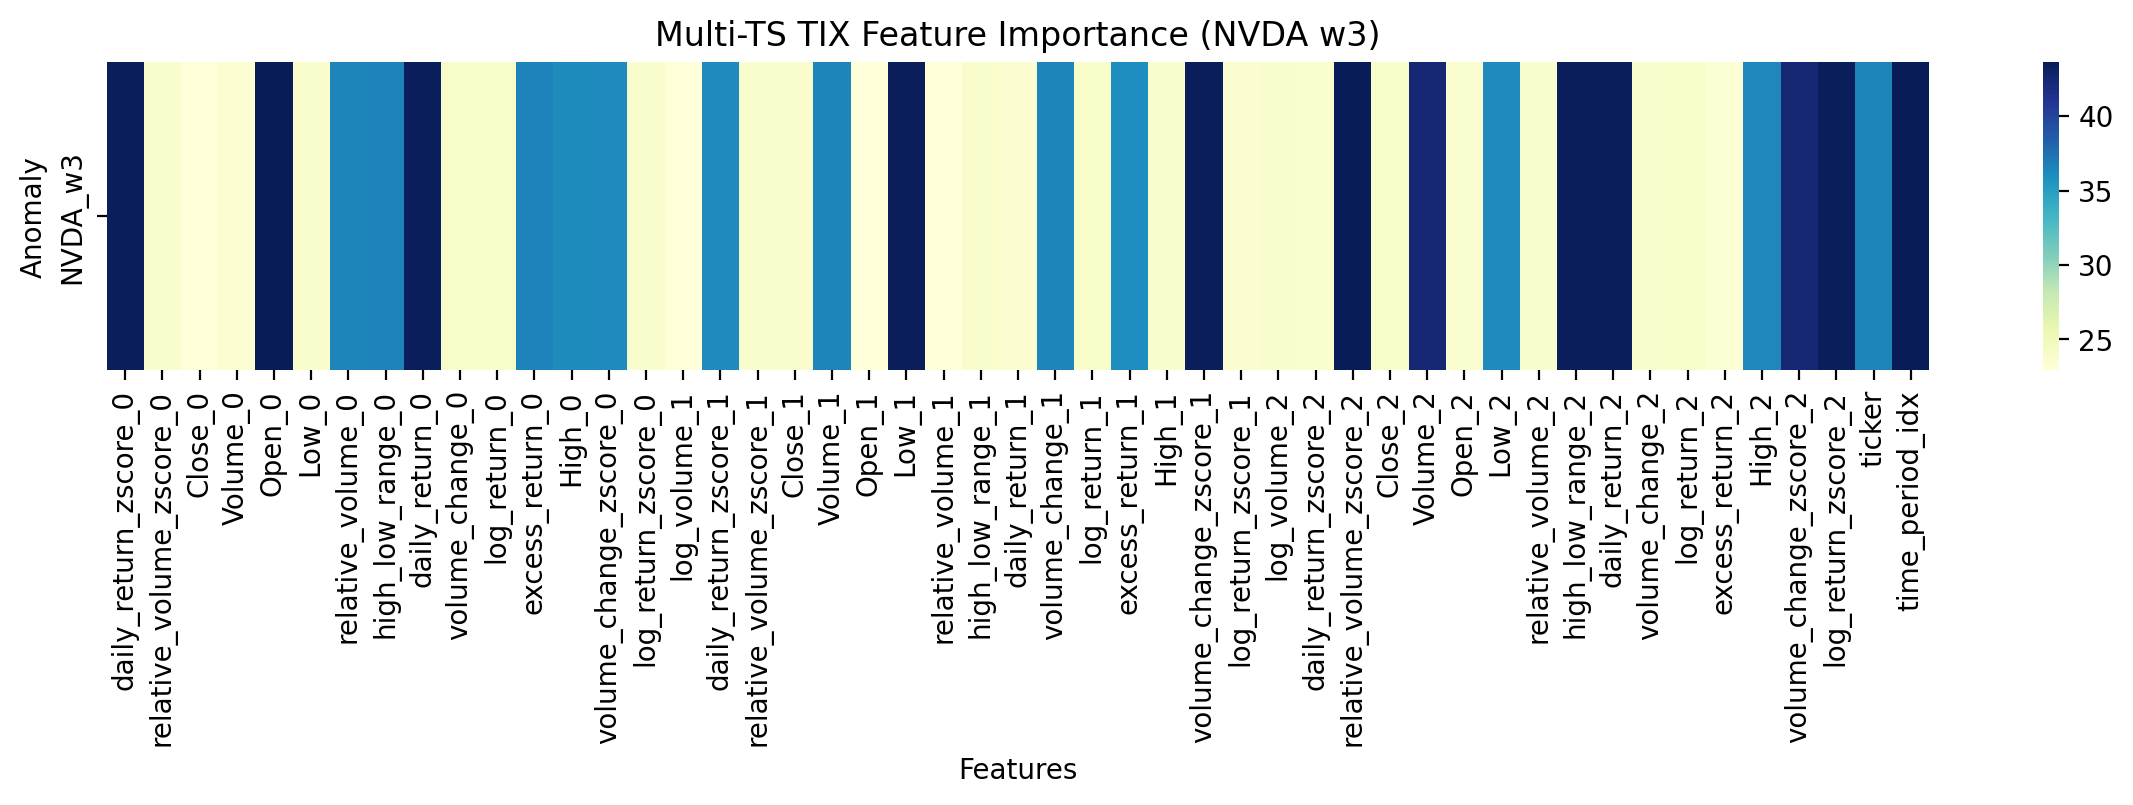 Multi-TS TIX Feature Importance (NVDA w3)
Anomaly
NVDA_w3
40
35
30
25
daily_return_zscore_0
relative_volume_zscore_0
Close_0
Volume_0
Open_0
Low_0
relative_volume_0
high_low_range_0
daily_return_0
volume_change_0
log_return_0
excess_return_0
High_0
volume_change_zscore_0
log_return_zscore_0
log_volume_1
daily_return_zscore_1
relative_volume_zscore_1
Close_1
Volume_1
Open_1
Low_1
relative_volume_1
high_low_range_1
daily_return_1
volume_change_1
log_return_1
excess_return_1
High_1
volume_change_zscore_1
log_return_zscore_1
log_volume_2
daily_return_zscore_2
relative_volume_zscore_2
Close_2
Volume_2
Open_2
Low_2
relative_volume_2
high_low_range_2
daily_return_2
volume_change_2
log_return_2
excess_return_2
High_2
volume_change_zscore_2
log_return_zscore_2
ticker
time_period_idx
Features